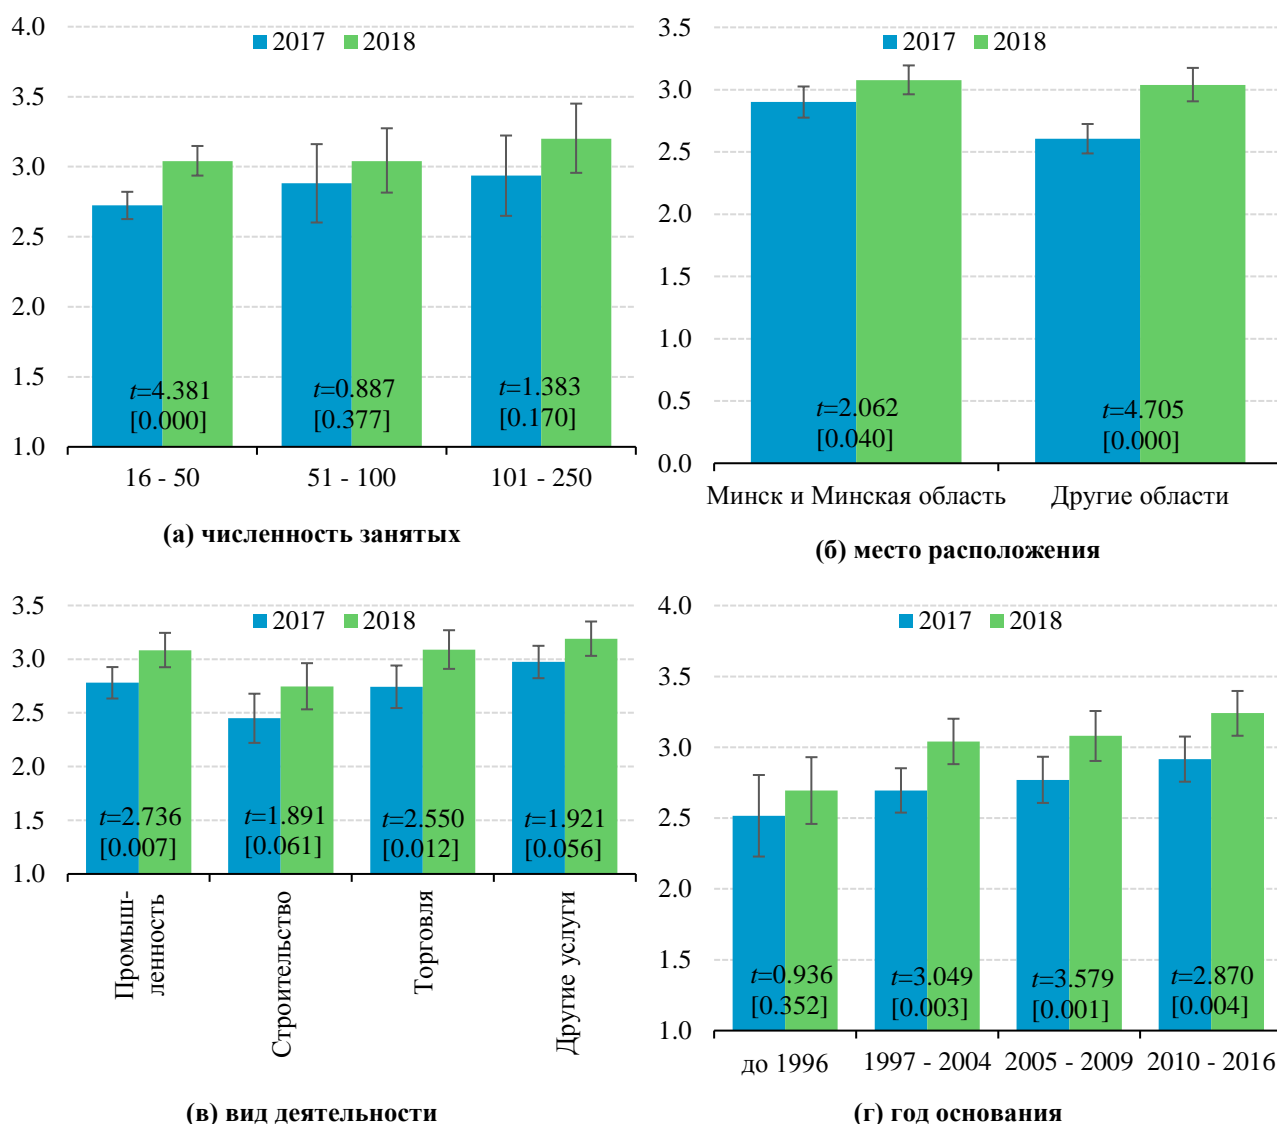 4.0
3.5
3.0
2.5
2.0
1.5
1.0
2017 2018
t=4.381
[0.000]
t=0.887
[0.377]
t=1.383
[0.170]
16 - 50
51 - 100
101 - 250
(а) численность занятых
3.5
3.0
2.5
2.0
1.5
1.0
0.5
0.0
2017 2018
t=2.062
[0.040]
t=4.705
[0.000]
Минск и Минская область
Другие области
(б) место расположения
3.5
3.0
2.5
2.0
1.5
1.0
2017 2018
t=2.736
[0.007]
t=1.891
[0.061]
t=2.550
[0.012]
t=1.921
[0.056]
Промыш-
ленность
Строительство
Торговля
Другие услуги
(в) вид деятельности
4.0
3.5
3.0
2.5
2.0
1.5
1.0
2017 2018
t=0.936
[0.352]
t=3.049
[0.003]
t=3.579
[0.001]
t=2.870
[0.004]
до 1996
1997 - 2004
2005 - 2009
2010 - 2016
(г) год основания